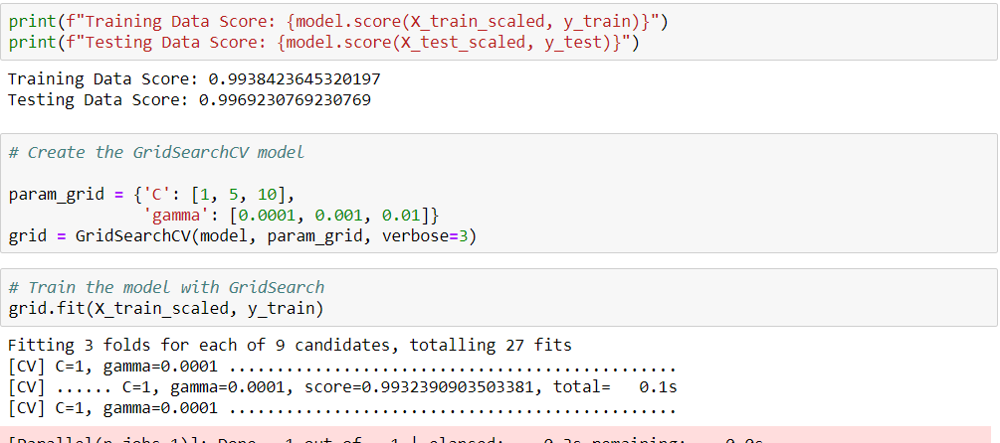 print(f"Training Data Score: {model.score(X_train_scaled, y_train)}")
print(f"Testing Data Score: {model.score(X_test_scaled, y_test)}")
Training Data Score: 0.9938423645320197
Testing Data Score: 0.9969230769230769
# Create the GridSearchCV model
param_grid = {'C': [1, 5, 10],
'gamma': [0.0001, 0.001, 0.01]}
grid = GridSearchCV(model, param_grid, verbose=3)
# Train the model with GridSearch
grid.fit(X_train_scaled, y_train)
Fitting 3 folds for each of 9 candidates, totalling 27 fits
[CV] C=1, gamma=0.0001 ................................................
[CV] ...... C=1, gamma=0.0001, score=0.9932390903503381, total=   0.1s
[CV] C=1, gamma=0.0001 ................................................
[Parallel(n_jobs=1)]: Done   1 out of   1 | elapsed:    0.2s remaining:    0.0s